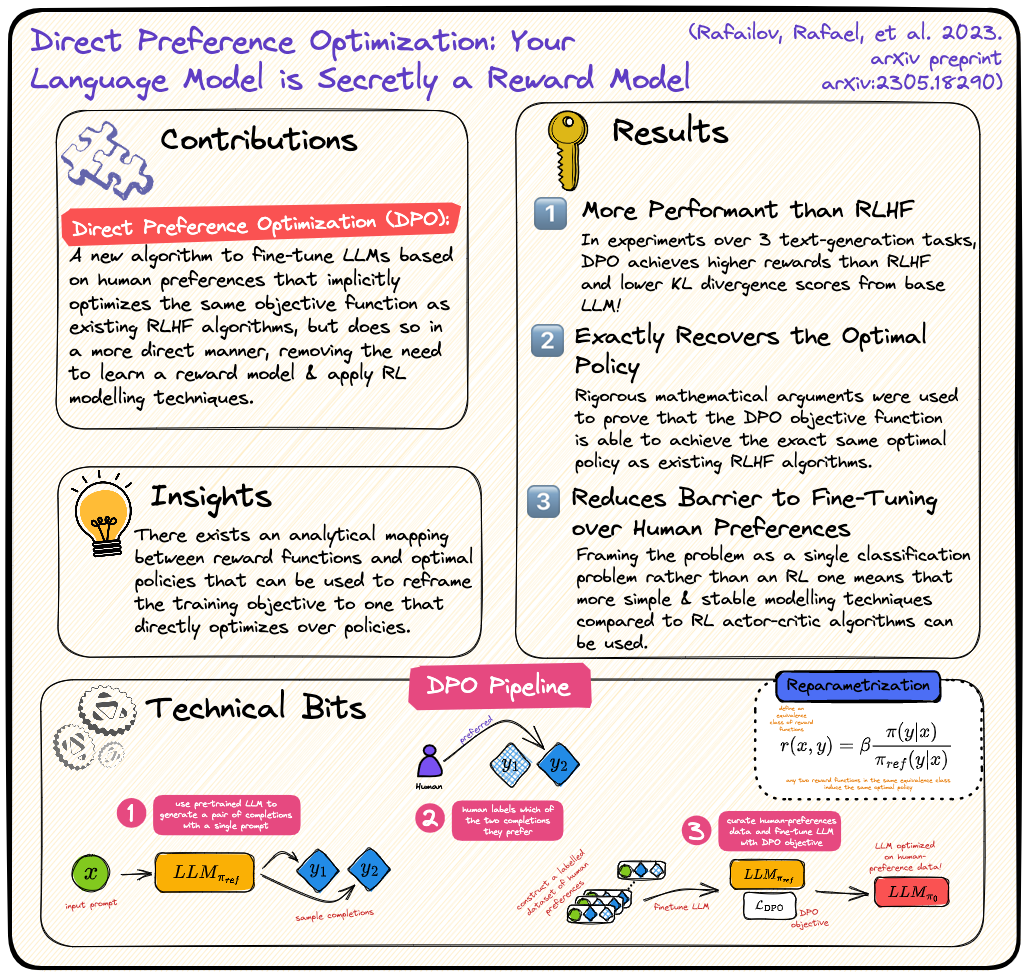 Direct Preference Optimization: Your
Language Model is Secretly a Reward Model
(Rafailov, Rafael, et al. 2023.
arXiv preprint
arXiv:2305.18290)
Contributions
Direct Preference Optimization (DPO):
A new algorithm to fine-tune LLMs based
on human preferences that implicitly
optimizes the same objective function as
existing RLHF algorithms, but does so in
a more direct manner, removing the need
to learn a reward model & apply RL
modelling techniques.
Insights
There exists an analytical mapping
between reward functions and optimal
policies that can be used to reframe
the training objective to one that
directly optimizes over policies.
Results
1 More Performant than RLHF
In experiments over 3 text-generation tasks,
DPO achieves higher rewards than RLHF
and lower KL divergence scores from base
LLM!
2 Exactly Recovers the Optimal
Policy
Rigorous mathematical arguments were used
to prove that the DPO objective function
is able to achieve the exact same optimal
policy as existing RLHF algorithms.
3 Reduces Barrier to Fine-Tuning
over Human Preferences
Framing the problem as a single classification
problem rather than an RL one means that
more simple & stable modelling techniques
compared to RL actor-critic algorithms can
be used.
Technical Bits
DPO Pipeline
1
use pre-trained LLM to
generate a pair of completions
with a single prompt
x
input prompt
LLM_{π_{ref}}
y_1
y_2
sample completions
preferred
Human
y_1
y_2
2
human labels which of
the two completions
they prefer
Reparametrization
define an
equivalence
class of reward
functions
r(x, y) = β π(y|x) / π_{ref}(y|x)
any two reward functions in the same equivalence class
induce the same optimal policy
3
curate human-preferences
data and fine-tune LLM
with DPO objective
construct a labelled
dataset of human
preferences
finetune LLM
LLM_{π_{ref}}
ℒ_DPO
DPO
objective
LLM optimized
on human-
preference data!
LLM_{π_θ}